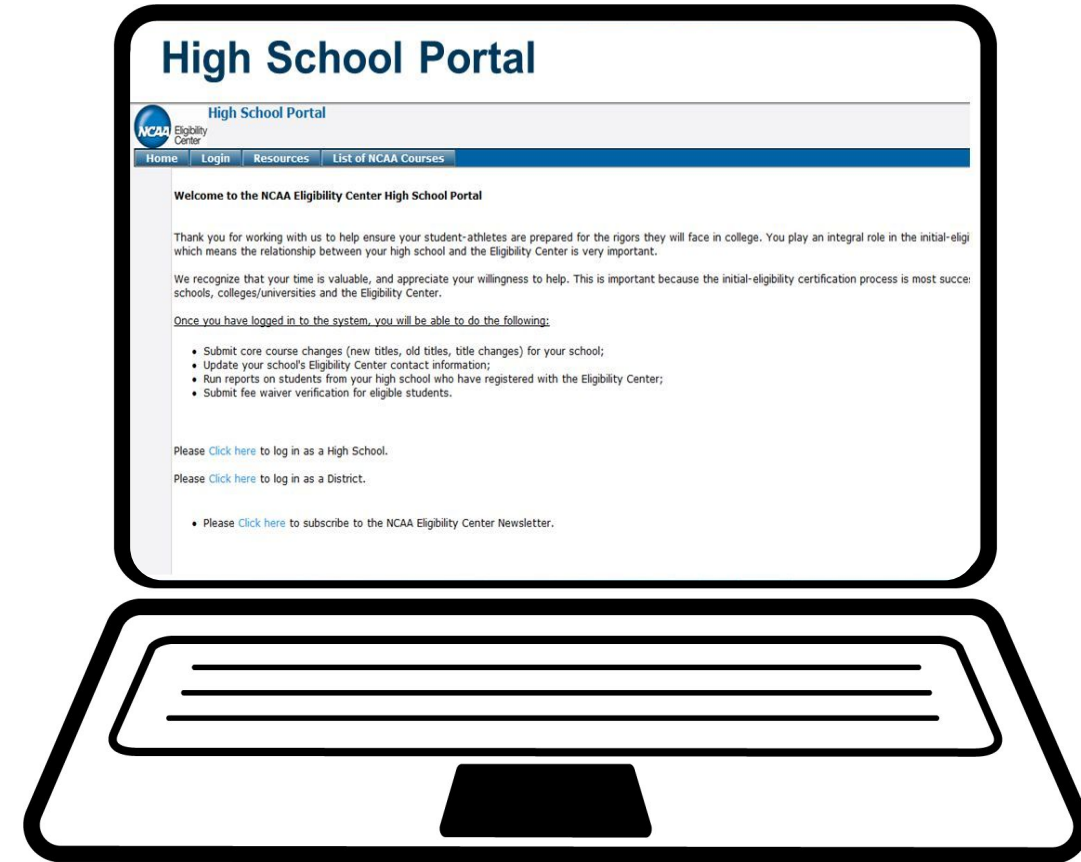 High School Portal
High School Portal
NCAA Eligibility
Center
Home Login Resources List of NCAA Courses
Welcome to the NCAA Eligibility Center High School Portal
Thank you for working with us to help ensure your student-athletes are prepared for the rigors they will face in college. You play an integral role in the initial-eligi
which means the relationship between your high school and the Eligibility Center is very important.
We recognize that your time is valuable, and appreciate your willingness to help. This is important because the initial-eligibility certification process is most succe
schools, colleges/universities and the Eligibility Center.
Once you have logged in to the system, you will be able to do the following:
• Submit core course changes (new titles, old titles, title changes) for your school;
• Update your school's Eligibility Center contact information;
• Run reports on students from your high school who have registered with the Eligibility Center;
• Submit fee waiver verification for eligible students.
Please Click here to log in as a High School.
Please Click here to log in as a District.
• Please Click here to subscribe to the NCAA Eligibility Center Newsletter.